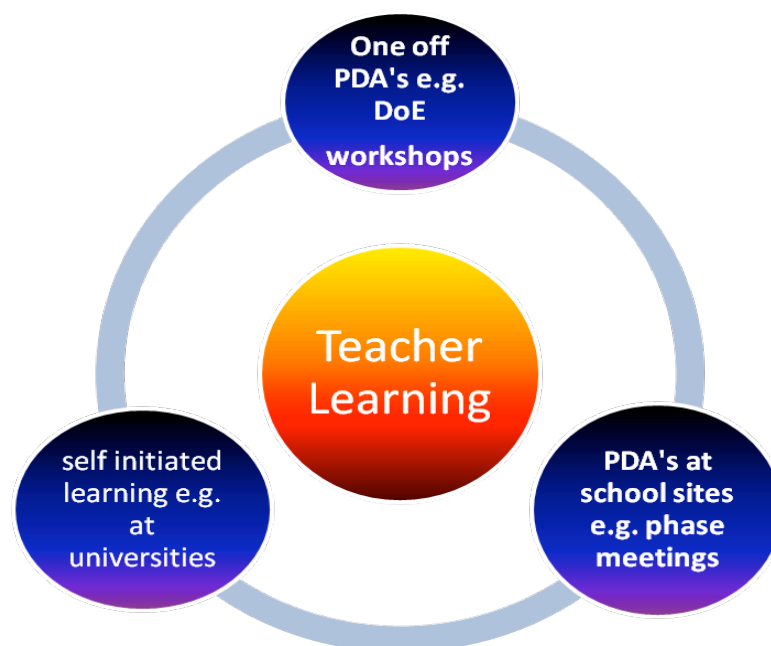 One off
PDA's e.g.
DoE
workshops
Teacher
Learning
self initiated
learning e.g.
at
universities
PDA's at
school sites
e.g. phase
meetings